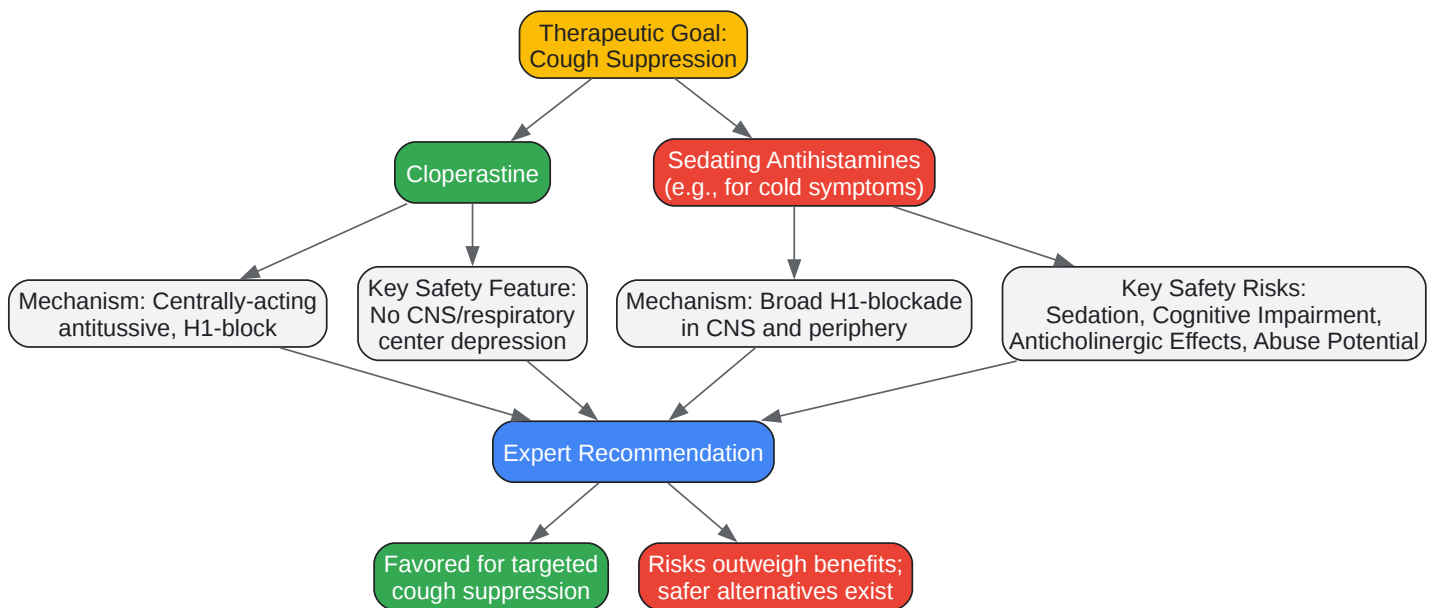 Therapeutic Goal:
Cough Suppression
Cloperastine
Sedating Antihistamines
(e.g., for cold symptoms)
Mechanism: Centrally-acting
antitussive, H1-block
Key Safety Feature:
No CNS/respiratory
center depression
Mechanism: Broad H1-blockade
in CNS and periphery
Key Safety Risks:
Sedation, Cognitive Impairment,
Anticholinergic Effects, Abuse Potential
Expert Recommendation
Favored for targeted
cough suppression
Risks outweigh benefits;
safer alternatives exist